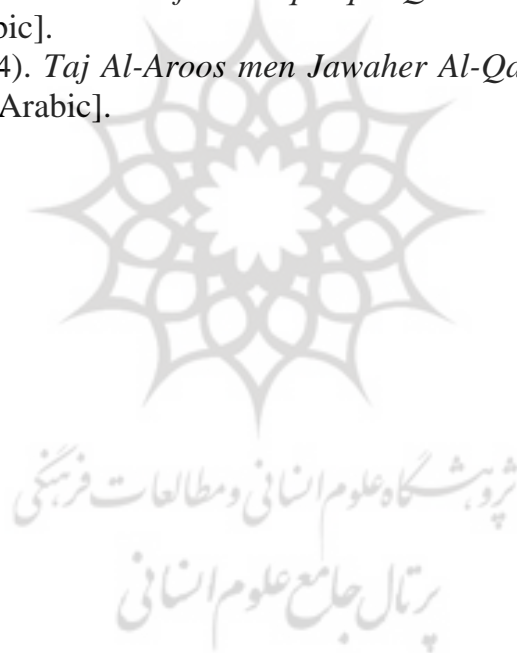 bic].
4). Taj Al-Aroos men Jawaher Al-Qa
Arabic].
پژوهشگاه علوم انسانی و مطالعات فرهنگی
پرتال جامع علوم انسانی